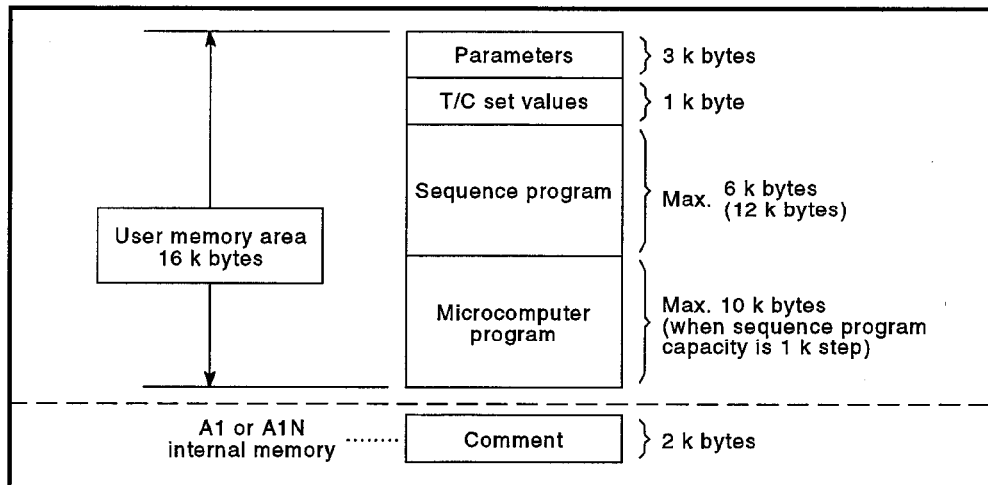 Parameters
3 k bytes
T/C set values
1 k byte
Sequence program
Max. 6 k bytes
(12 k bytes)
User memory area
16 k bytes
Microcomputer
program
Max. 10 k bytes
(when sequence program
capacity is 1 k step)
A1 or A1N
internal memory ........
Comment
2 k bytes